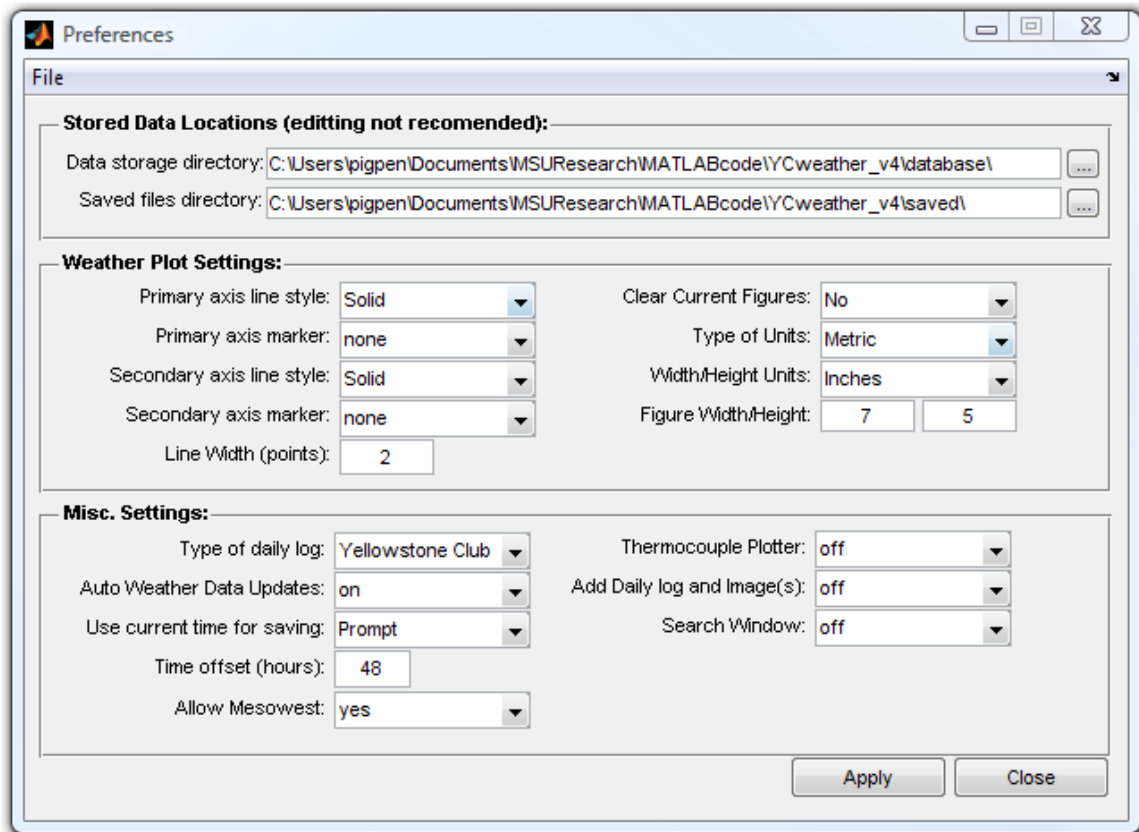 Preferences
File
Stored Data Locations (editting not recomended):
Data storage directory: C:\Users\pigpen\Documents\MSUResearch\MATLABcode\YCweather_v4\database\ ...
Saved files directory: C:\Users\pigpen\Documents\MSUResearch\MATLABcode\YCweather_v4\saved\ ...
Weather Plot Settings:
Primary axis line style: Solid Clear Current Figures: No
Primary axis marker: none Type of Units: Metric
Secondary axis line style: Solid Width/Height Units: Inches
Secondary axis marker: none Figure Width/Height: 7 5
Line Width (points): 2
Misc. Settings:
Type of daily log: Yellowstone Club Thermocouple Plotter: off
Auto Weather Data Updates: on Add Daily log and Image(s): off
Use current time for saving: Prompt Search Window: off
Time offset (hours): 48
Allow Mesowest: yes
Apply Close